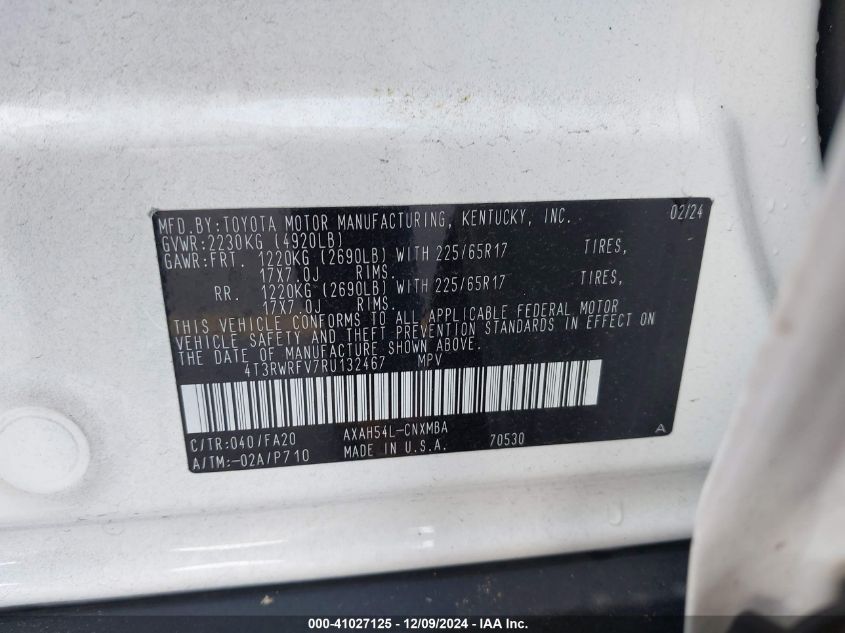 MFD.BY:TOYOTA MOTOR MANUFACTURING, KENTUCKY, INC. 02/24
GVWR:2230KG (4920LB)
GAWR:FRT. 1220KG (2690LB) WITH 225/65R17 TIRES,
17X7.0J RIMS.
RR. 1220KG (2690LB) WITH 225/65R17 TIRES,
17X7.0J RIMS.
THIS VEHICLE CONFORMS TO ALL APPLICABLE FEDERAL MOTOR
VEHICLE SAFETY AND THEFT PREVENTION STANDARDS IN EFFECT ON
THE DATE OF MANUFACTURE SHOWN ABOVE.
4T3RWRFV7RU132467 MPV
C/TR:040/FA20 AXAH54L-CNXMBA A
A/TM:-02A/P710 MADE IN U.S.A. 70530
000-41027125 - 12/09/2024 - IAA Inc.